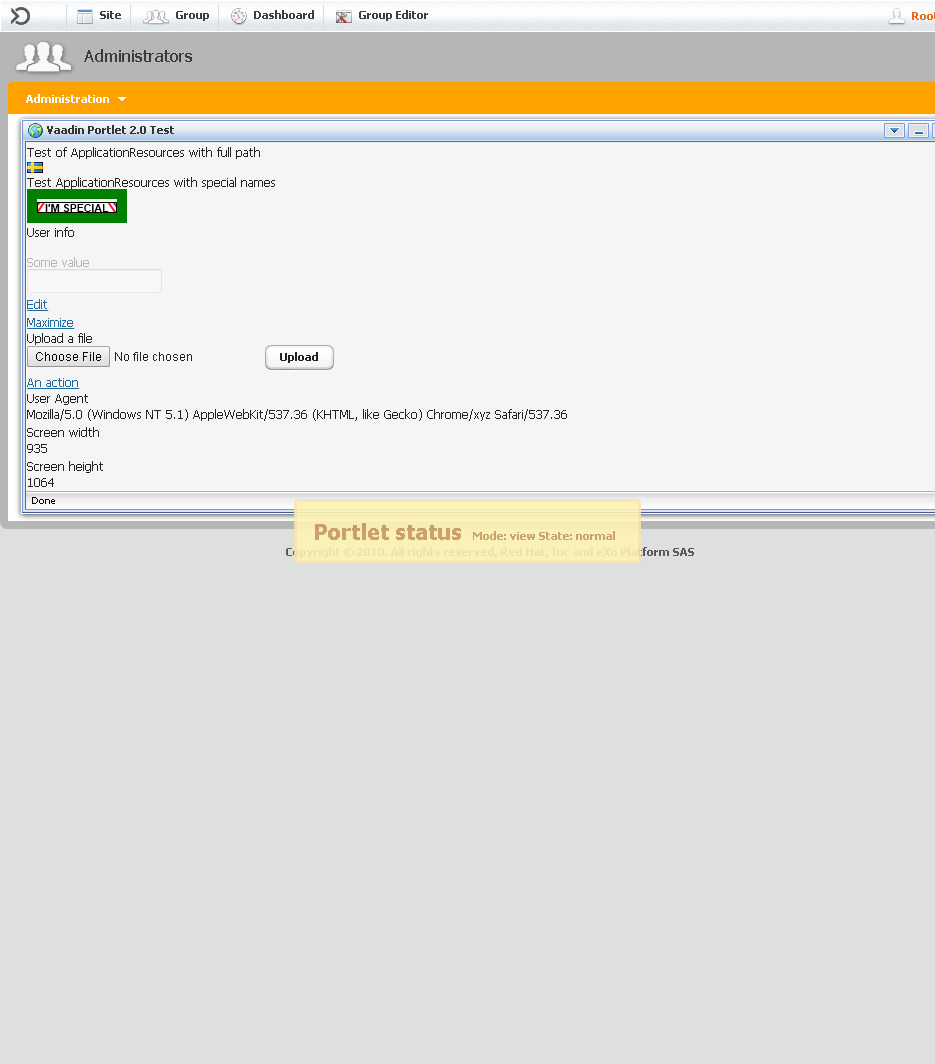 Site Group Dashboard Group Editor Root
Administrators
Administration
Vaadin Portlet 2.0 Test
Test of ApplicationResources with full path
Test ApplicationResources with special names
I'M SPECIAL
User info
Some value
Edit
Maximize
Upload a file
Choose File No file chosen Upload
An action
User Agent
Mozilla/5.0 (Windows NT 5.1) AppleWebKit/537.36 (KHTML, like Gecko) Chrome/xyz Safari/537.36
Screen width
935
Screen height
1064
Done
Portlet status Mode: view State: normal
Copyright © 2010. All rights reserved, Red Hat, Inc and eXo Platform SAS